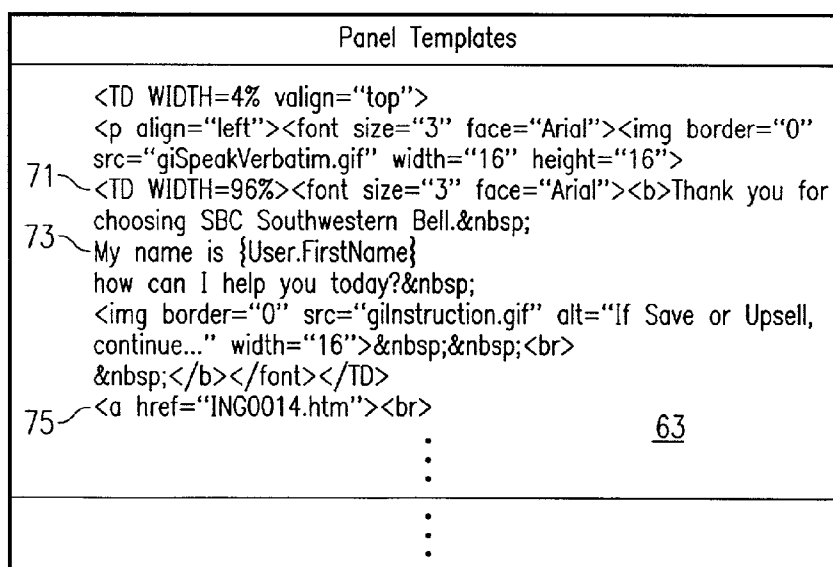 Panel Templates
<TD WIDTH=4% valign=“top”>
<p align=“left”><font size=“3” face=“Arial”><img border=“0”
src=“giSpeakVerbatim.gif” width=“16” height=“16”>
71 <TD WIDTH=96%><font size=“3” face=“Arial”><b>Thank you for
choosing SBC Southwestern Bell.&nbsp;
73 My name is {User.FirstName}
how can I help you today?&nbsp;
<img border=“0” src=“giInstruction.gif” alt=“If Save or Upsell,
continue...” width=“16”>&nbsp;&nbsp;<br>
&nbsp;</b></font></TD>
75 <a href=“ING0014.htm”><br>
63